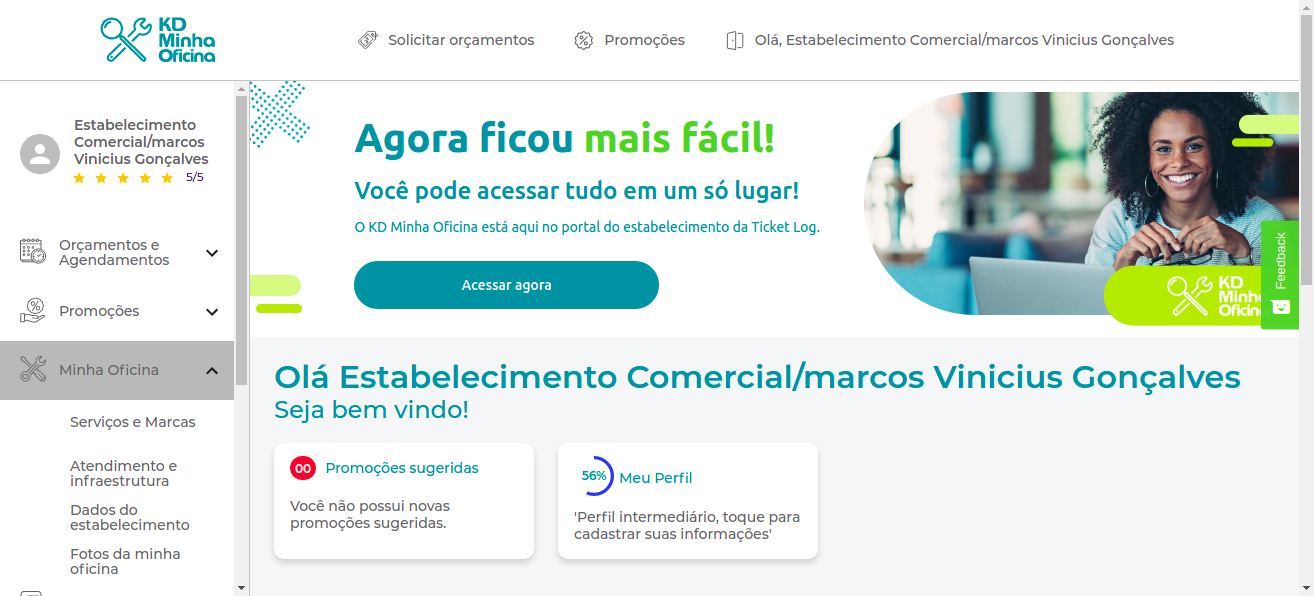 KD
Minha
Oficina
Solicitar orçamentos
Promoções
Olá, Estabelecimento Comercial/marcos Vinicius Gonçalves
Estabelecimento
Comercial/marcos
Vinicius Gonçalves
5/5
Orçamentos e
Agendamentos
Promoções
Minha Oficina
Serviços e Marcas
Atendimento e
infraestrutura
Dados do
estabelecimento
Fotos da minha
oficina
Agora ficou mais fácil!
Você pode acessar tudo em um só lugar!
O KD Minha Oficina está aqui no portal do estabelecimento da Ticket Log.
Acessar agora
KD
Minha
Oficina
Feedback
Olá Estabelecimento Comercial/marcos Vinicius Gonçalves
Seja bem vindo!
00 Promoções sugeridas
Você não possui novas
promoções sugeridas.
56% Meu Perfil
'Perfil intermediário, toque para
cadastrar suas informações'